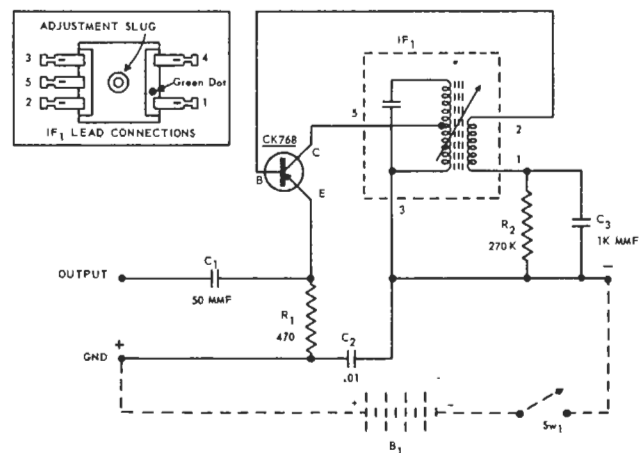 ADJUSTMENT SLUG
3
4
5
Green Dot
2
1
IF1 LEAD CONNECTIONS
IF1
5
2
CK768
C
B
1
E
3
R2
270 K
C3
1K MMF
C1
OUTPUT
50 MMF
R1
470
C2
.01
+
GND
-
+
-
B1
Sw1